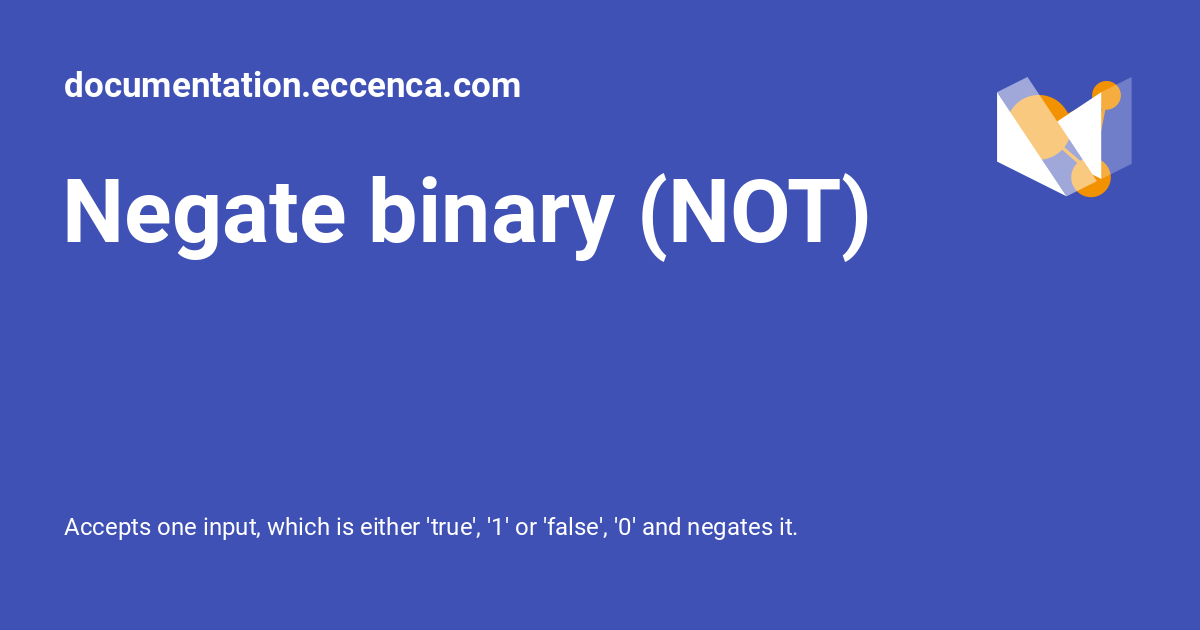 documentation.eccenca.com
Negate binary (NOT)
Accepts one input, which is either 'true', '1' or 'false', '0' and negates it.